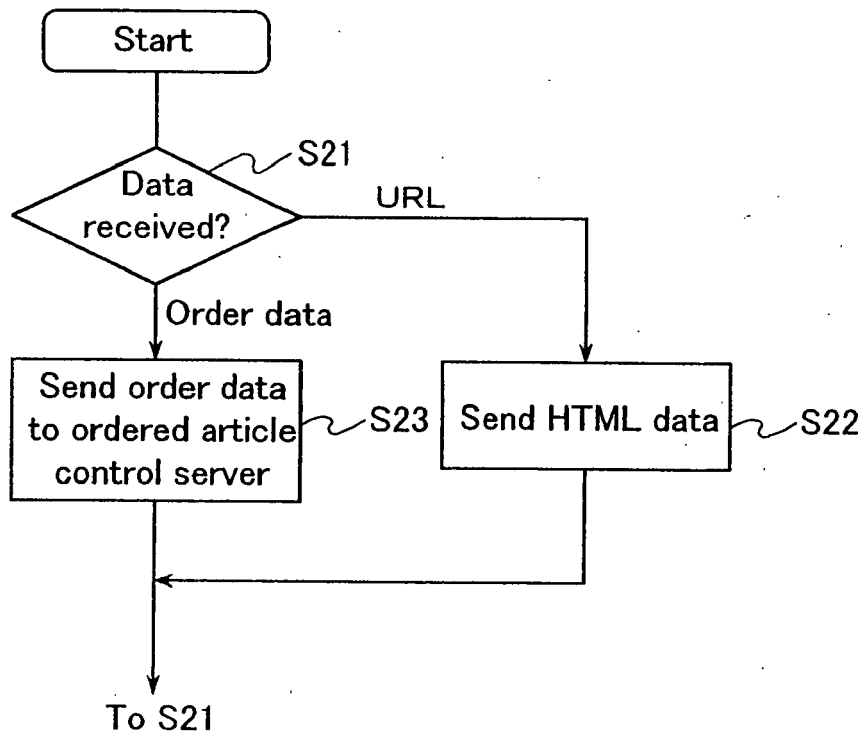 Start
S21
Data
received?
URL
Order data
Send order data
to ordered article
control server
S23
Send HTML data
S22
To S21